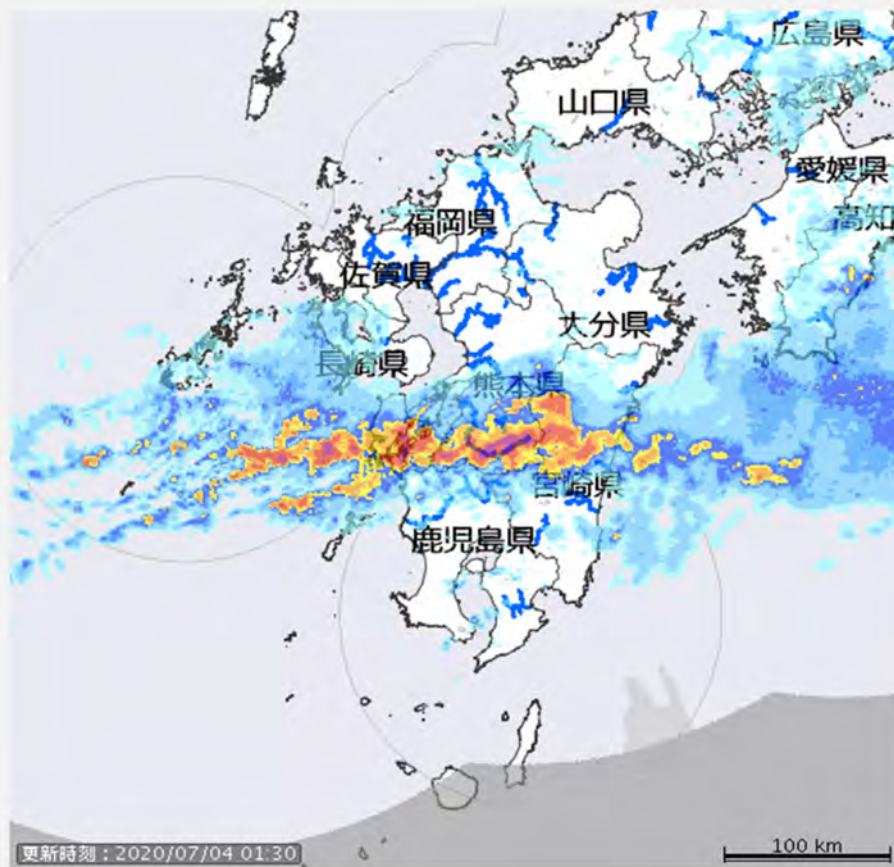 広島県
山口県
愛媛県
高知
福岡県
佐賀県
大分県
長崎県
熊本県
宮崎県
鹿児島県
更新時刻：2020/07/04 01:30
100 km